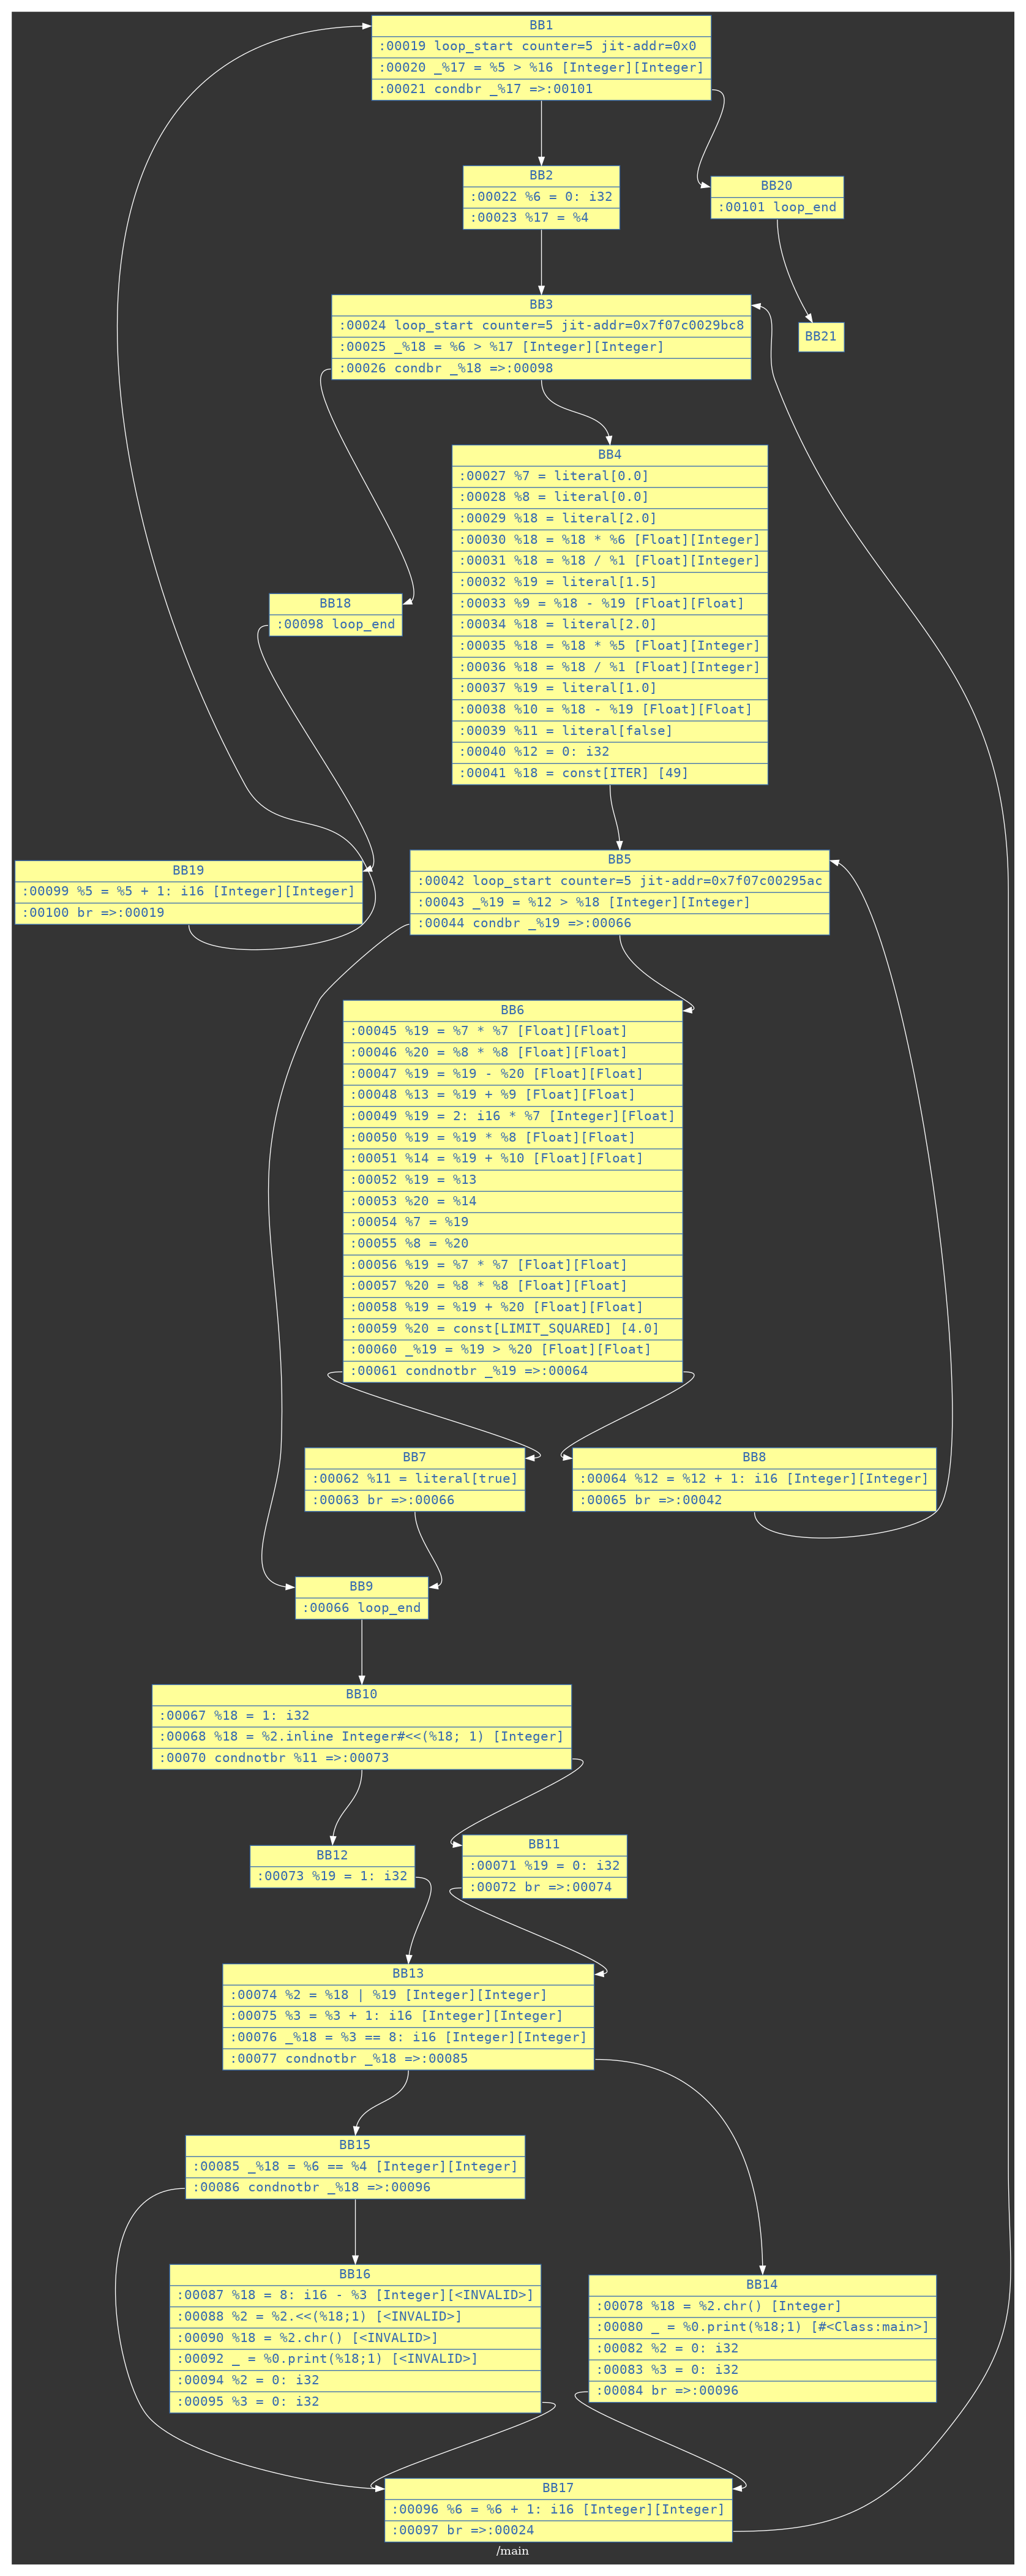 BB1
:00019 loop_start counter=5 jit-addr=0x0
:00020 _%17 = %5 > %16 [Integer][Integer]
:00021 condbr _%17 =>:00101
BB2
:00022 %6 = 0: i32
:00023 %17 = %4
BB20
:00101 loop_end
BB3
:00024 loop_start counter=5 jit-addr=0x7f07c0029bc8
:00025 _%18 = %6 > %17 [Integer][Integer]
:00026 condbr _%18 =>:00098
BB21
BB4
:00027 %7 = literal[0.0]
:00028 %8 = literal[0.0]
:00029 %18 = literal[2.0]
:00030 %18 = %18 * %6 [Float][Integer]
:00031 %18 = %18 / %1 [Float][Integer]
:00032 %19 = literal[1.5]
:00033 %9 = %18 - %19 [Float][Float]
:00034 %18 = literal[2.0]
:00035 %18 = %18 * %5 [Float][Integer]
:00036 %18 = %18 / %1 [Float][Integer]
:00037 %19 = literal[1.0]
:00038 %10 = %18 - %19 [Float][Float]
:00039 %11 = literal[false]
:00040 %12 = 0: i32
:00041 %18 = const[ITER] [49]
BB18
:00098 loop_end
BB19
:00099 %5 = %5 + 1: i16 [Integer][Integer]
:00100 br =>:00019
BB5
:00042 loop_start counter=5 jit-addr=0x7f07c00295ac
:00043 _%19 = %12 > %18 [Integer][Integer]
:00044 condbr _%19 =>:00066
BB6
:00045 %19 = %7 * %7 [Float][Float]
:00046 %20 = %8 * %8 [Float][Float]
:00047 %19 = %19 - %20 [Float][Float]
:00048 %13 = %19 + %9 [Float][Float]
:00049 %19 = 2: i16 * %7 [Integer][Float]
:00050 %19 = %19 * %8 [Float][Float]
:00051 %14 = %19 + %10 [Float][Float]
:00052 %19 = %13
:00053 %20 = %14
:00054 %7 = %19
:00055 %8 = %20
:00056 %19 = %7 * %7 [Float][Float]
:00057 %20 = %8 * %8 [Float][Float]
:00058 %19 = %19 + %20 [Float][Float]
:00059 %20 = const[LIMIT_SQUARED] [4.0]
:00060 _%19 = %19 > %20 [Float][Float]
:00061 condnotbr _%19 =>:00064
BB7
:00062 %11 = literal[true]
:00063 br =>:00066
BB8
:00064 %12 = %12 + 1: i16 [Integer][Integer]
:00065 br =>:00042
BB9
:00066 loop_end
BB10
:00067 %18 = 1: i32
:00068 %18 = %2.inline Integer#<<(%18; 1) [Integer]
:00070 condnotbr %11 =>:00073
BB12
:00073 %19 = 1: i32
BB11
:00071 %19 = 0: i32
:00072 br =>:00074
BB13
:00074 %2 = %18 | %19 [Integer][Integer]
:00075 %3 = %3 + 1: i16 [Integer][Integer]
:00076 _%18 = %3 == 8: i16 [Integer][Integer]
:00077 condnotbr _%18 =>:00085
BB15
:00085 _%18 = %6 == %4 [Integer][Integer]
:00086 condnotbr _%18 =>:00096
BB16
:00087 %18 = 8: i16 - %3 [Integer][<INVALID>]
:00088 %2 = %2.<<(%18;1) [<INVALID>]
:00090 %18 = %2.chr() [<INVALID>]
:00092 _ = %0.print(%18;1) [<INVALID>]
:00094 %2 = 0: i32
:00095 %3 = 0: i32
BB14
:00078 %18 = %2.chr() [Integer]
:00080 _ = %0.print(%18;1) [#<Class:main>]
:00082 %2 = 0: i32
:00083 %3 = 0: i32
:00084 br =>:00096
BB17
:00096 %6 = %6 + 1: i16 [Integer][Integer]
:00097 br =>:00024
/main